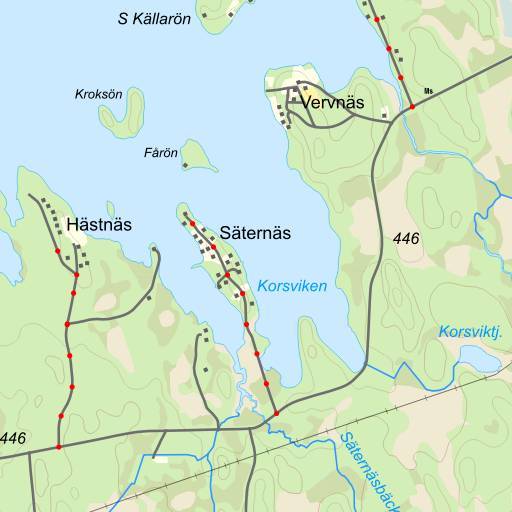 S Källarön
Kroksön
Ms
Vervnäs
Fårön
Hästnäs
Säternäs
446
Korsviken
Korsviktj.
446
Säternäsbäck